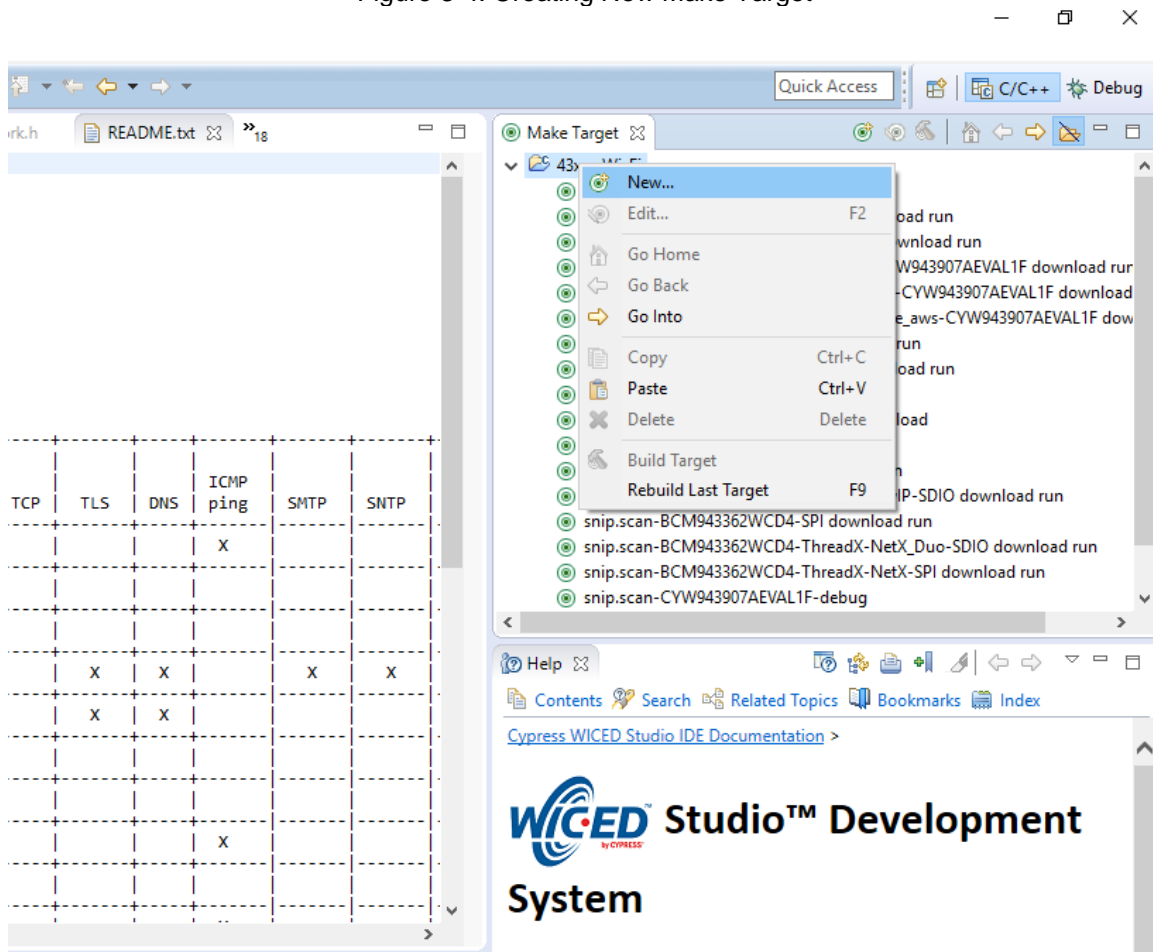 Quick Access
C/C++
Debug
ork.h
README.txt
18
Make Target
New...
Edit... F2
Go Home
Go Back
Go Into
Copy Ctrl+C
Paste Ctrl+V
Delete Delete
Build Target
Rebuild Last Target F9
oad run
wnload run
W943907AEVAL1F download run
-CYW943907AEVAL1F download
e_aws-CYW943907AEVAL1F dow
run
oad run
load
IP-SDIO download run
snip.scan-BCM943362WCD4-SPI download run
snip.scan-BCM943362WCD4-ThreadX-NetX_Duo-SDIO download run
snip.scan-BCM943362WCD4-ThreadX-NetX-SPI download run
snip.scan-CYW943907AEVAL1F-debug
ICMP
TCP | TLS | DNS | ping | SMTP | SNTP
X
X X X X
X X
X
Help
Contents Search Related Topics Bookmarks Index
Cypress WICED Studio IDE Documentation >
WICED™ Studio™ Development
by CYPRESS
System